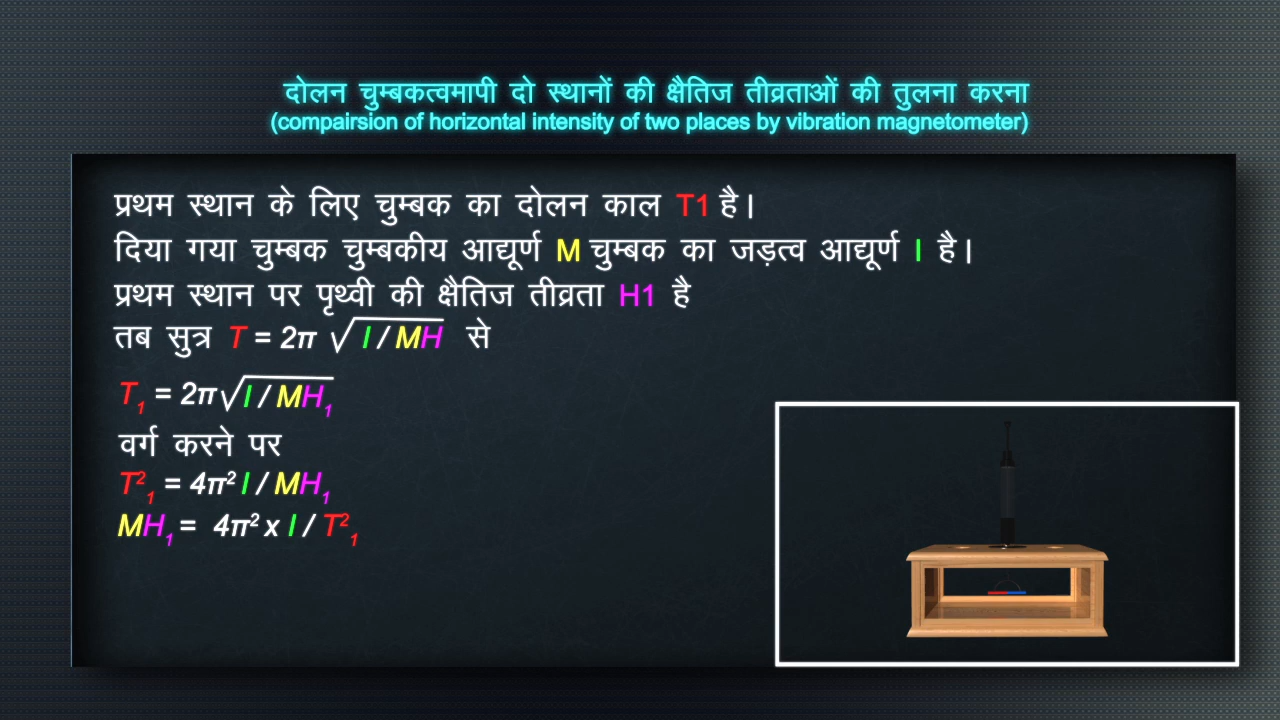 दोलन चुम्बकत्वमापी दो स्थानों की क्षैतिज तीव्रताओं की तुलना करना
(compairsion of horizontal intensity of two places by vibration magnetometer)
प्रथम स्थान के लिए चुम्बक का दोलन काल T1 है।
दिया गया चुम्बक चुम्बकीय आद्यूर्ण M चुम्बक का जड़त्व आद्यूर्ण I है।
प्रथम स्थान पर पृथ्वी की क्षैतिज तीव्रता H1 है
तब सुत्र T = 2π √I / MH से
T₁ = 2π√I / MH₁
वर्ग करने पर
T²₁ = 4π² I / MH₁
MH₁ = 4π² x I / T²₁